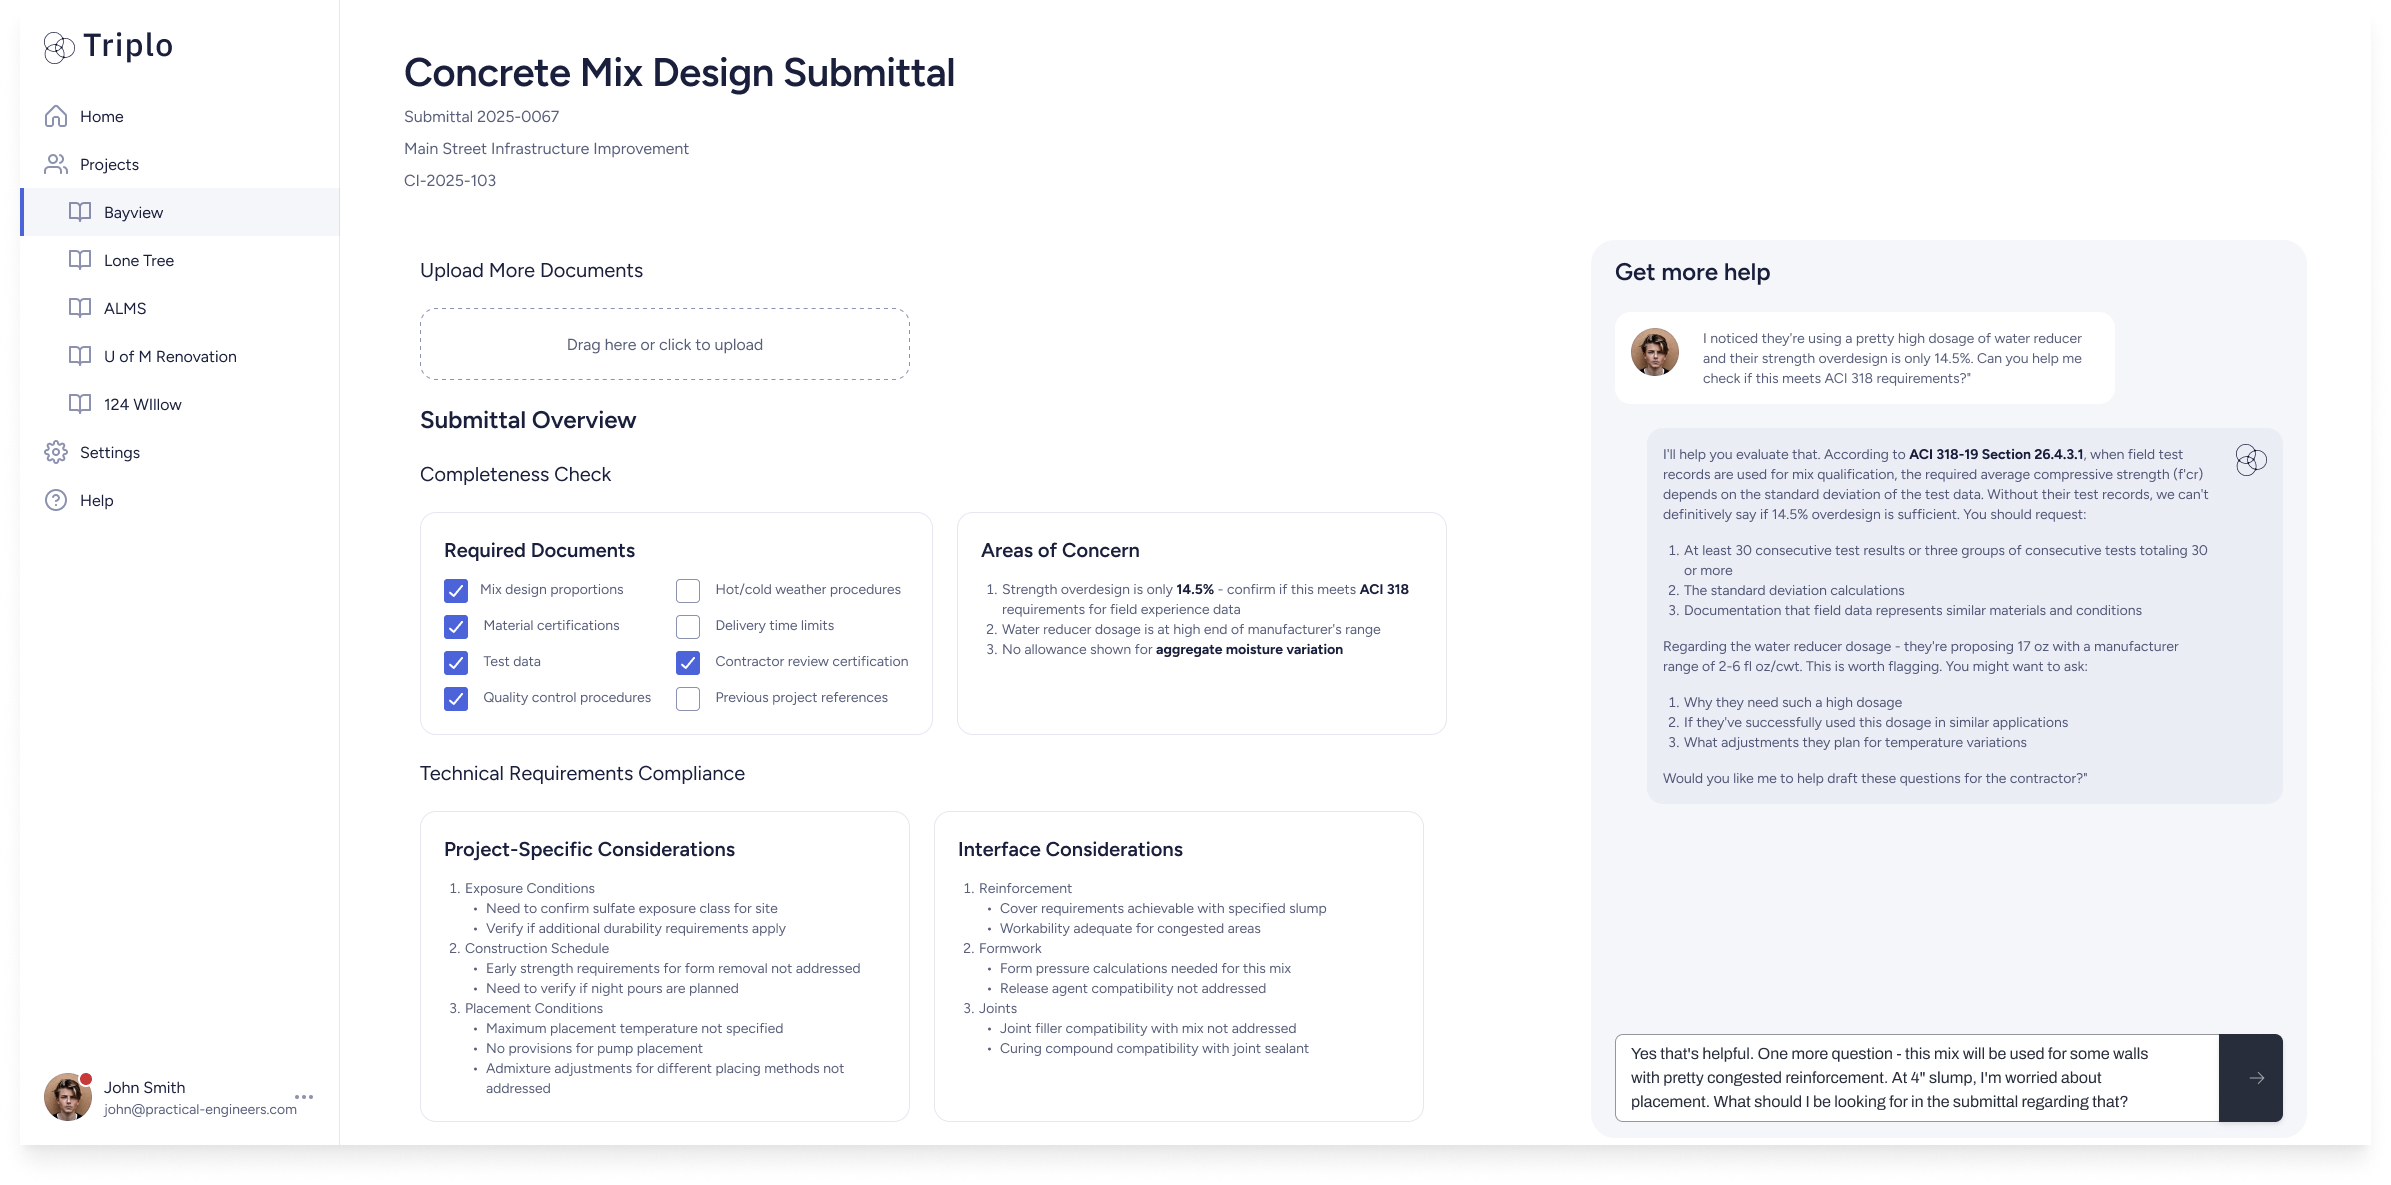 Triplo
Home
Projects
Bayview
Lone Tree
ALMS
U of M Renovation
124 WIllow
Settings
Help
John Smith
john@practical-engineers.com
Concrete Mix Design Submittal
Submittal 2025-0067
Main Street Infrastructure Improvement
CI-2025-103
Upload More Documents
Drag here or click to upload
Submittal Overview
Completeness Check
Required Documents
Mix design proportions
Material certifications
Test data
Quality control procedures
Hot/cold weather procedures
Delivery time limits
Contractor review certification
Previous project references
Areas of Concern
1. Strength overdesign is only 14.5% - confirm if this meets ACI 318
requirements for field experience data
2. Water reducer dosage is at high end of manufacturer's range
3. No allowance shown for aggregate moisture variation
Technical Requirements Compliance
Project-Specific Considerations
1. Exposure Conditions
• Need to confirm sulfate exposure class for site
• Verify if additional durability requirements apply
2. Construction Schedule
• Early strength requirements for form removal not addressed
• Need to verify if night pours are planned
3. Placement Conditions
• Maximum placement temperature not specified
• No provisions for pump placement
• Admixture adjustments for different placing methods not
addressed
Interface Considerations
1. Reinforcement
• Cover requirements achievable with specified slump
• Workability adequate for congested areas
2. Formwork
• Form pressure calculations needed for this mix
• Release agent compatibility not addressed
3. Joints
• Joint filler compatibility with mix not addressed
• Curing compound compatibility with joint sealant
Get more help
I noticed they're using a pretty high dosage of water reducer
and their strength overdesign is only 14.5%. Can you help me
check if this meets ACI 318 requirements?"
I'll help you evaluate that. According to ACI 318-19 Section 26.4.3.1, when field test
records are used for mix qualification, the required average compressive strength (f'cr)
depends on the standard deviation of the test data. Without their test records, we can't
definitively say if 14.5% overdesign is sufficient. You should request:
1. At least 30 consecutive test results or three groups of consecutive tests totaling 30
or more
2. The standard deviation calculations
3. Documentation that field data represents similar materials and conditions
Regarding the water reducer dosage - they're proposing 17 oz with a manufacturer
range of 2-6 fl oz/cwt. This is worth flagging. You might want to ask:
1. Why they need such a high dosage
2. If they've successfully used this dosage in similar applications
3. What adjustments they plan for temperature variations
Would you like me to help draft these questions for the contractor?"
Yes that's helpful. One more question - this mix will be used for some walls
with pretty congested reinforcement. At 4" slump, I'm worried about
placement. What should I be looking for in the submittal regarding that?